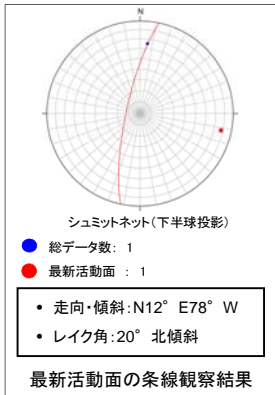 N
シュミットネット(下半球投影)
総データ数: 1
最新活動面 : 1
• 走向・傾斜:N12° E78° W
• レイク角:20° 北傾斜
最新活動面の条線観察結果